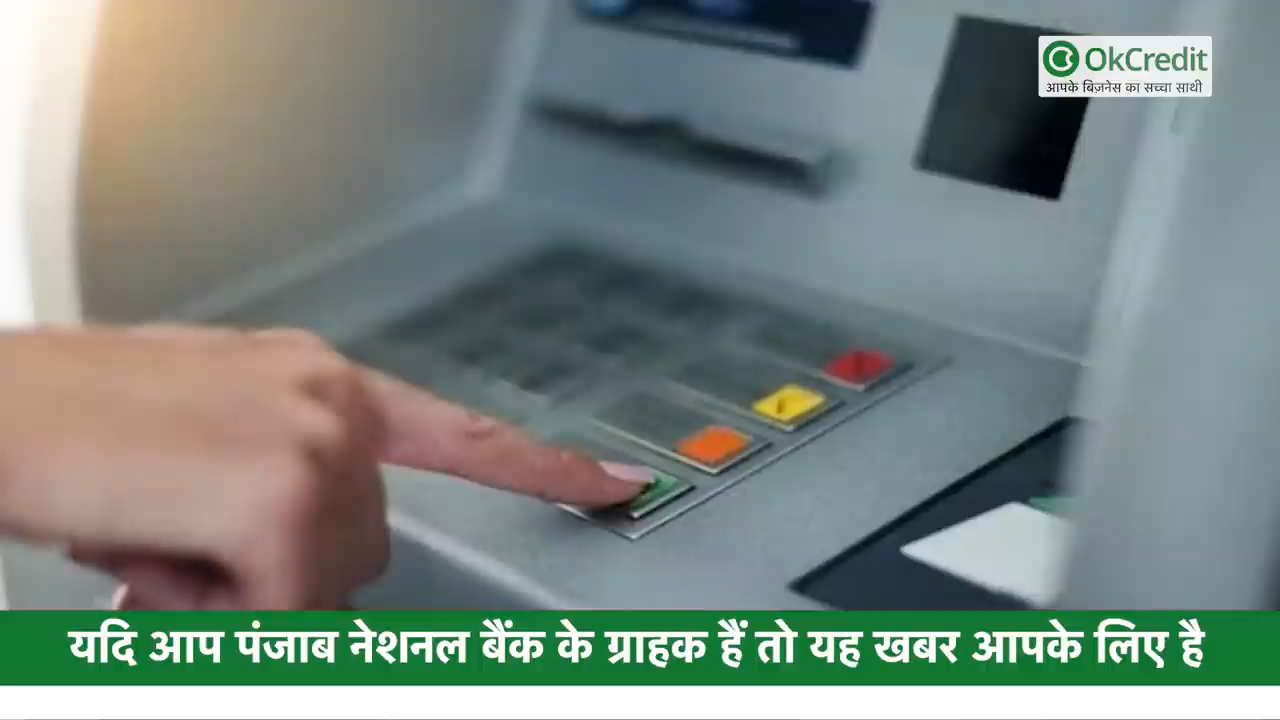 OkCredit
आपके बिज़नेस का सच्चा साथी
यदि आप पंजाब नेशनल बैंक के ग्राहक हैं तो यह खबर आपके लिए है